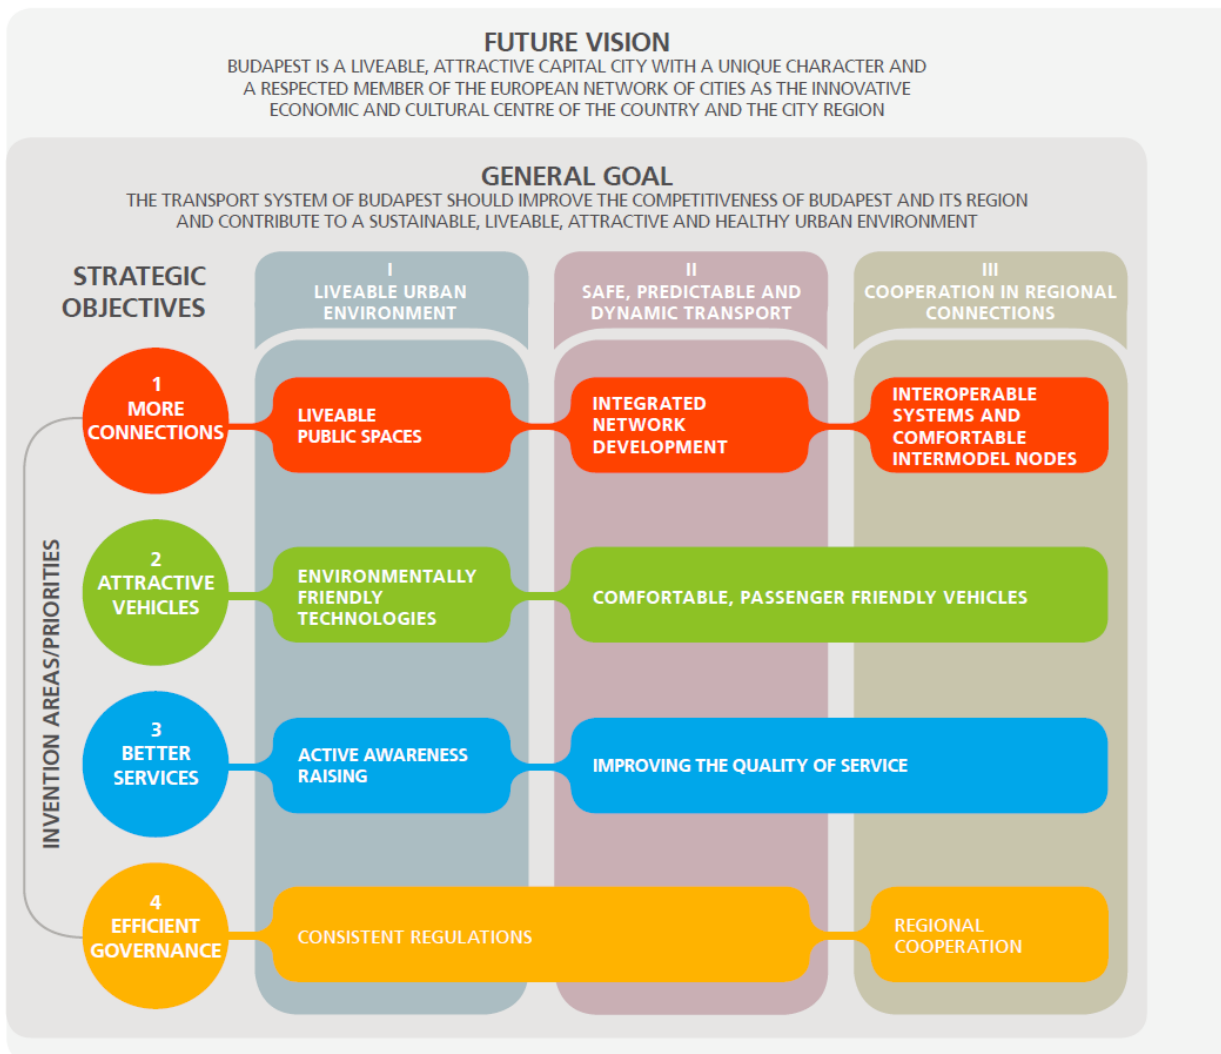 FUTURE VISION
BUDAPEST IS A LIVEABLE, ATTRACTIVE CAPITAL CITY WITH A UNIQUE CHARACTER AND
A RESPECTED MEMBER OF THE EUROPEAN NETWORK OF CITIES AS THE INNOVATIVE
ECONOMIC AND CULTURAL CENTRE OF THE COUNTRY AND THE CITY REGION
GENERAL GOAL
THE TRANSPORT SYSTEM OF BUDAPEST SHOULD IMPROVE THE COMPETITIVENESS OF BUDAPEST AND ITS REGION
AND CONTRIBUTE TO A SUSTAINABLE, LIVEABLE, ATTRACTIVE AND HEALTHY URBAN ENVIRONMENT
STRATEGIC
OBJECTIVES
I
LIVEABLE URBAN
ENVIRONMENT
II
SAFE, PREDICTABLE AND
DYNAMIC TRANSPORT
III
COOPERATION IN REGIONAL
CONNECTIONS
INVENTION AREAS/PRIORITIES
1
MORE
CONNECTIONS
LIVEABLE
PUBLIC SPACES
INTEGRATED
NETWORK
DEVELOPMENT
INTEROPERABLE
SYSTEMS AND
COMFORTABLE
INTERMODEL NODES
2
ATTRACTIVE
VEHICLES
ENVIRONMENTALLY
FRIENDLY
TECHNOLOGIES
COMFORTABLE, PASSENGER FRIENDLY VEHICLES
3
BETTER
SERVICES
ACTIVE AWARENESS
RAISING
IMPROVING THE QUALITY OF SERVICE
4
EFFICIENT
GOVERNANCE
CONSISTENT REGULATIONS
REGIONAL
COOPERATION